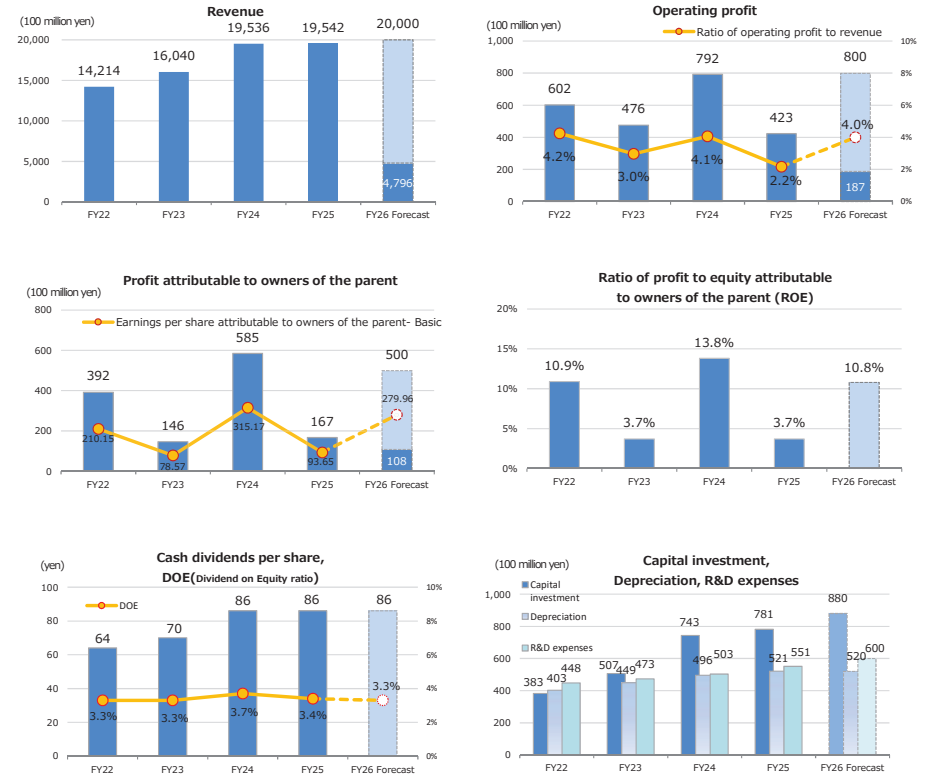 Revenue
(100 million yen)
20,000
15,000
10,000
5,000
0
14,214
16,040
19,536
19,542
20,000
4,796
FY22
FY23
FY24
FY25
FY26 Forecast
Operating profit
(100 million yen)
Ratio of operating profit to revenue
1,000
800
600
400
200
0
10%
8%
6%
4%
2%
0%
602
476
792
423
800
4.2%
3.0%
4.1%
2.2%
4.0%
187
FY22
FY23
FY24
FY25
FY26 Forecast
Profit attributable to owners of the parent
(100 million yen)
Earnings per share attributable to owners of the parent- Basic
800
600
400
200
0
392
146
585
167
500
210.15
78.57
315.17
93.65
279.96
108
FY22
FY23
FY24
FY25
FY26 Forecast
Ratio of profit to equity attributable
to owners of the parent (ROE)
20%
15%
10%
5%
0%
10.9%
3.7%
13.8%
3.7%
10.8%
FY22
FY23
FY24
FY25
FY26 Forecast
Cash dividends per share,
DOE(Dividend on Equity ratio)
(yen)
DOE
100
80
60
40
20
0
10%
8%
6%
4%
2%
0%
64
70
86
86
86
3.3%
3.3%
3.7%
3.4%
3.3%
FY22
FY23
FY24
FY25
FY26 Forecast
Capital investment,
Depreciation, R&D expenses
(100 million yen)
Capital
investment
Depreciation
R&D expenses
1,000
800
600
400
200
0
383
403
448
507
449
473
743
496
503
781
521
551
880
520
600
FY22
FY23
FY24
FY25
FY26 Forecast